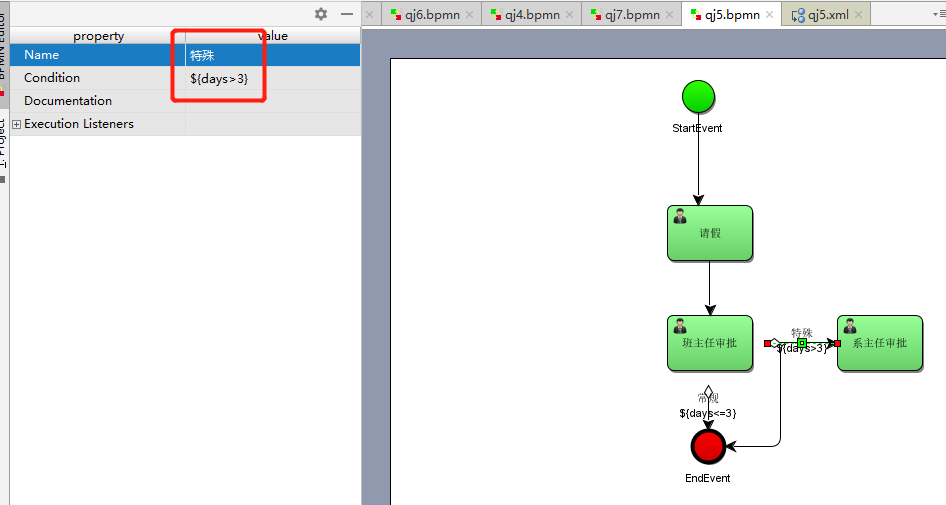 property value
Name 特殊
Condition ${days>3}
Documentation
Execution Listeners
BPMN Editor
1: Project
qj6.bpmn qj4.bpmn qj7.bpmn qj5.bpmn qj5.xml
StartEvent
请假
班主任审批
特殊
${days>3}
系主任审批
常规
${days<=3}
EndEvent